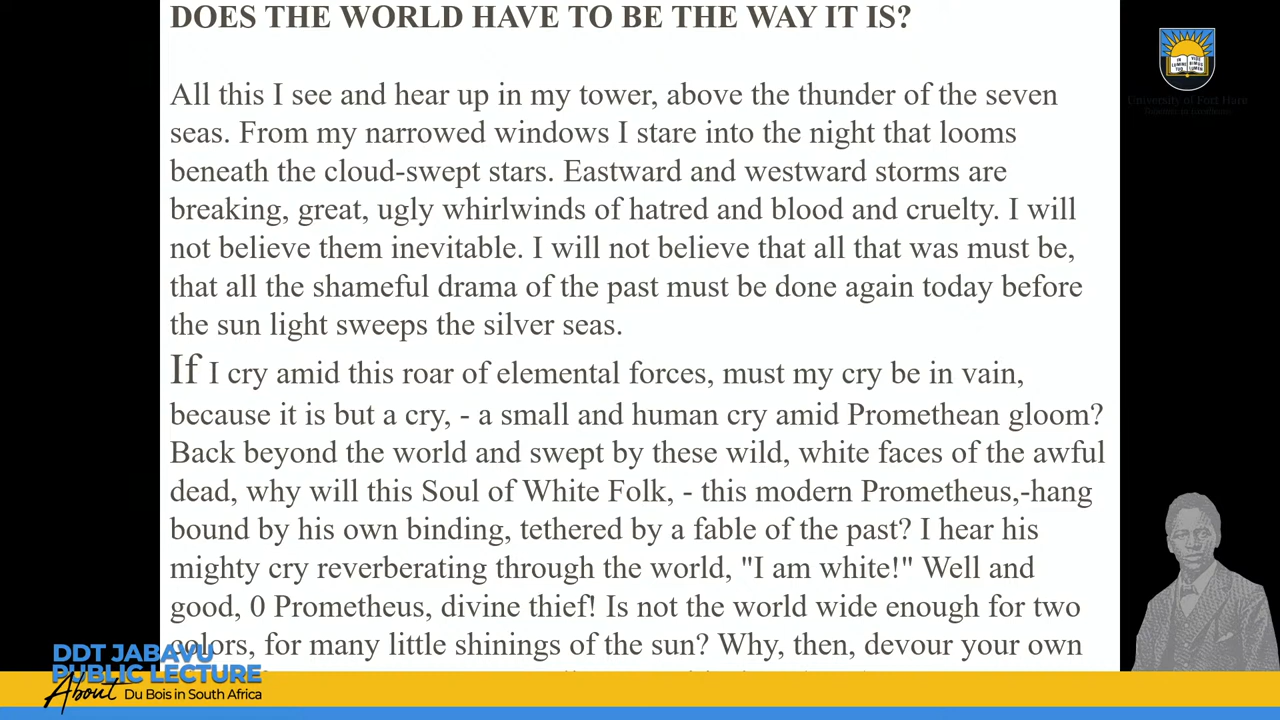 DOES THE WORLD HAVE TO BE THE WAY IT IS?
All this I see and hear up in my tower, above the thunder of the seven
seas. From my narrowed windows I stare into the night that looms
beneath the cloud-swept stars. Eastward and westward storms are
breaking, great, ugly whirlwinds of hatred and blood and cruelty. I will
not believe them inevitable. I will not believe that all that was must be,
that all the shameful drama of the past must be done again today before
the sun light sweeps the silver seas.
If I cry amid this roar of elemental forces, must my cry be in vain,
because it is but a cry, - a small and human cry amid Promethean gloom?
Back beyond the world and swept by these wild, white faces of the awful
dead, why will this Soul of White Folk, - this modern Prometheus,-hang
bound by his own binding, tethered by a fable of the past? I hear his
mighty cry reverberating through the world, "I am white!" Well and
good, 0 Prometheus, divine thief! Is not the world wide enough for two
colors, for many little shinings of the sun? Why, then, devour your own
University of Fort Hare
Together in Excellence
DDT JABAVU
PUBLIC LECTURE
About Du Bois in South Africa